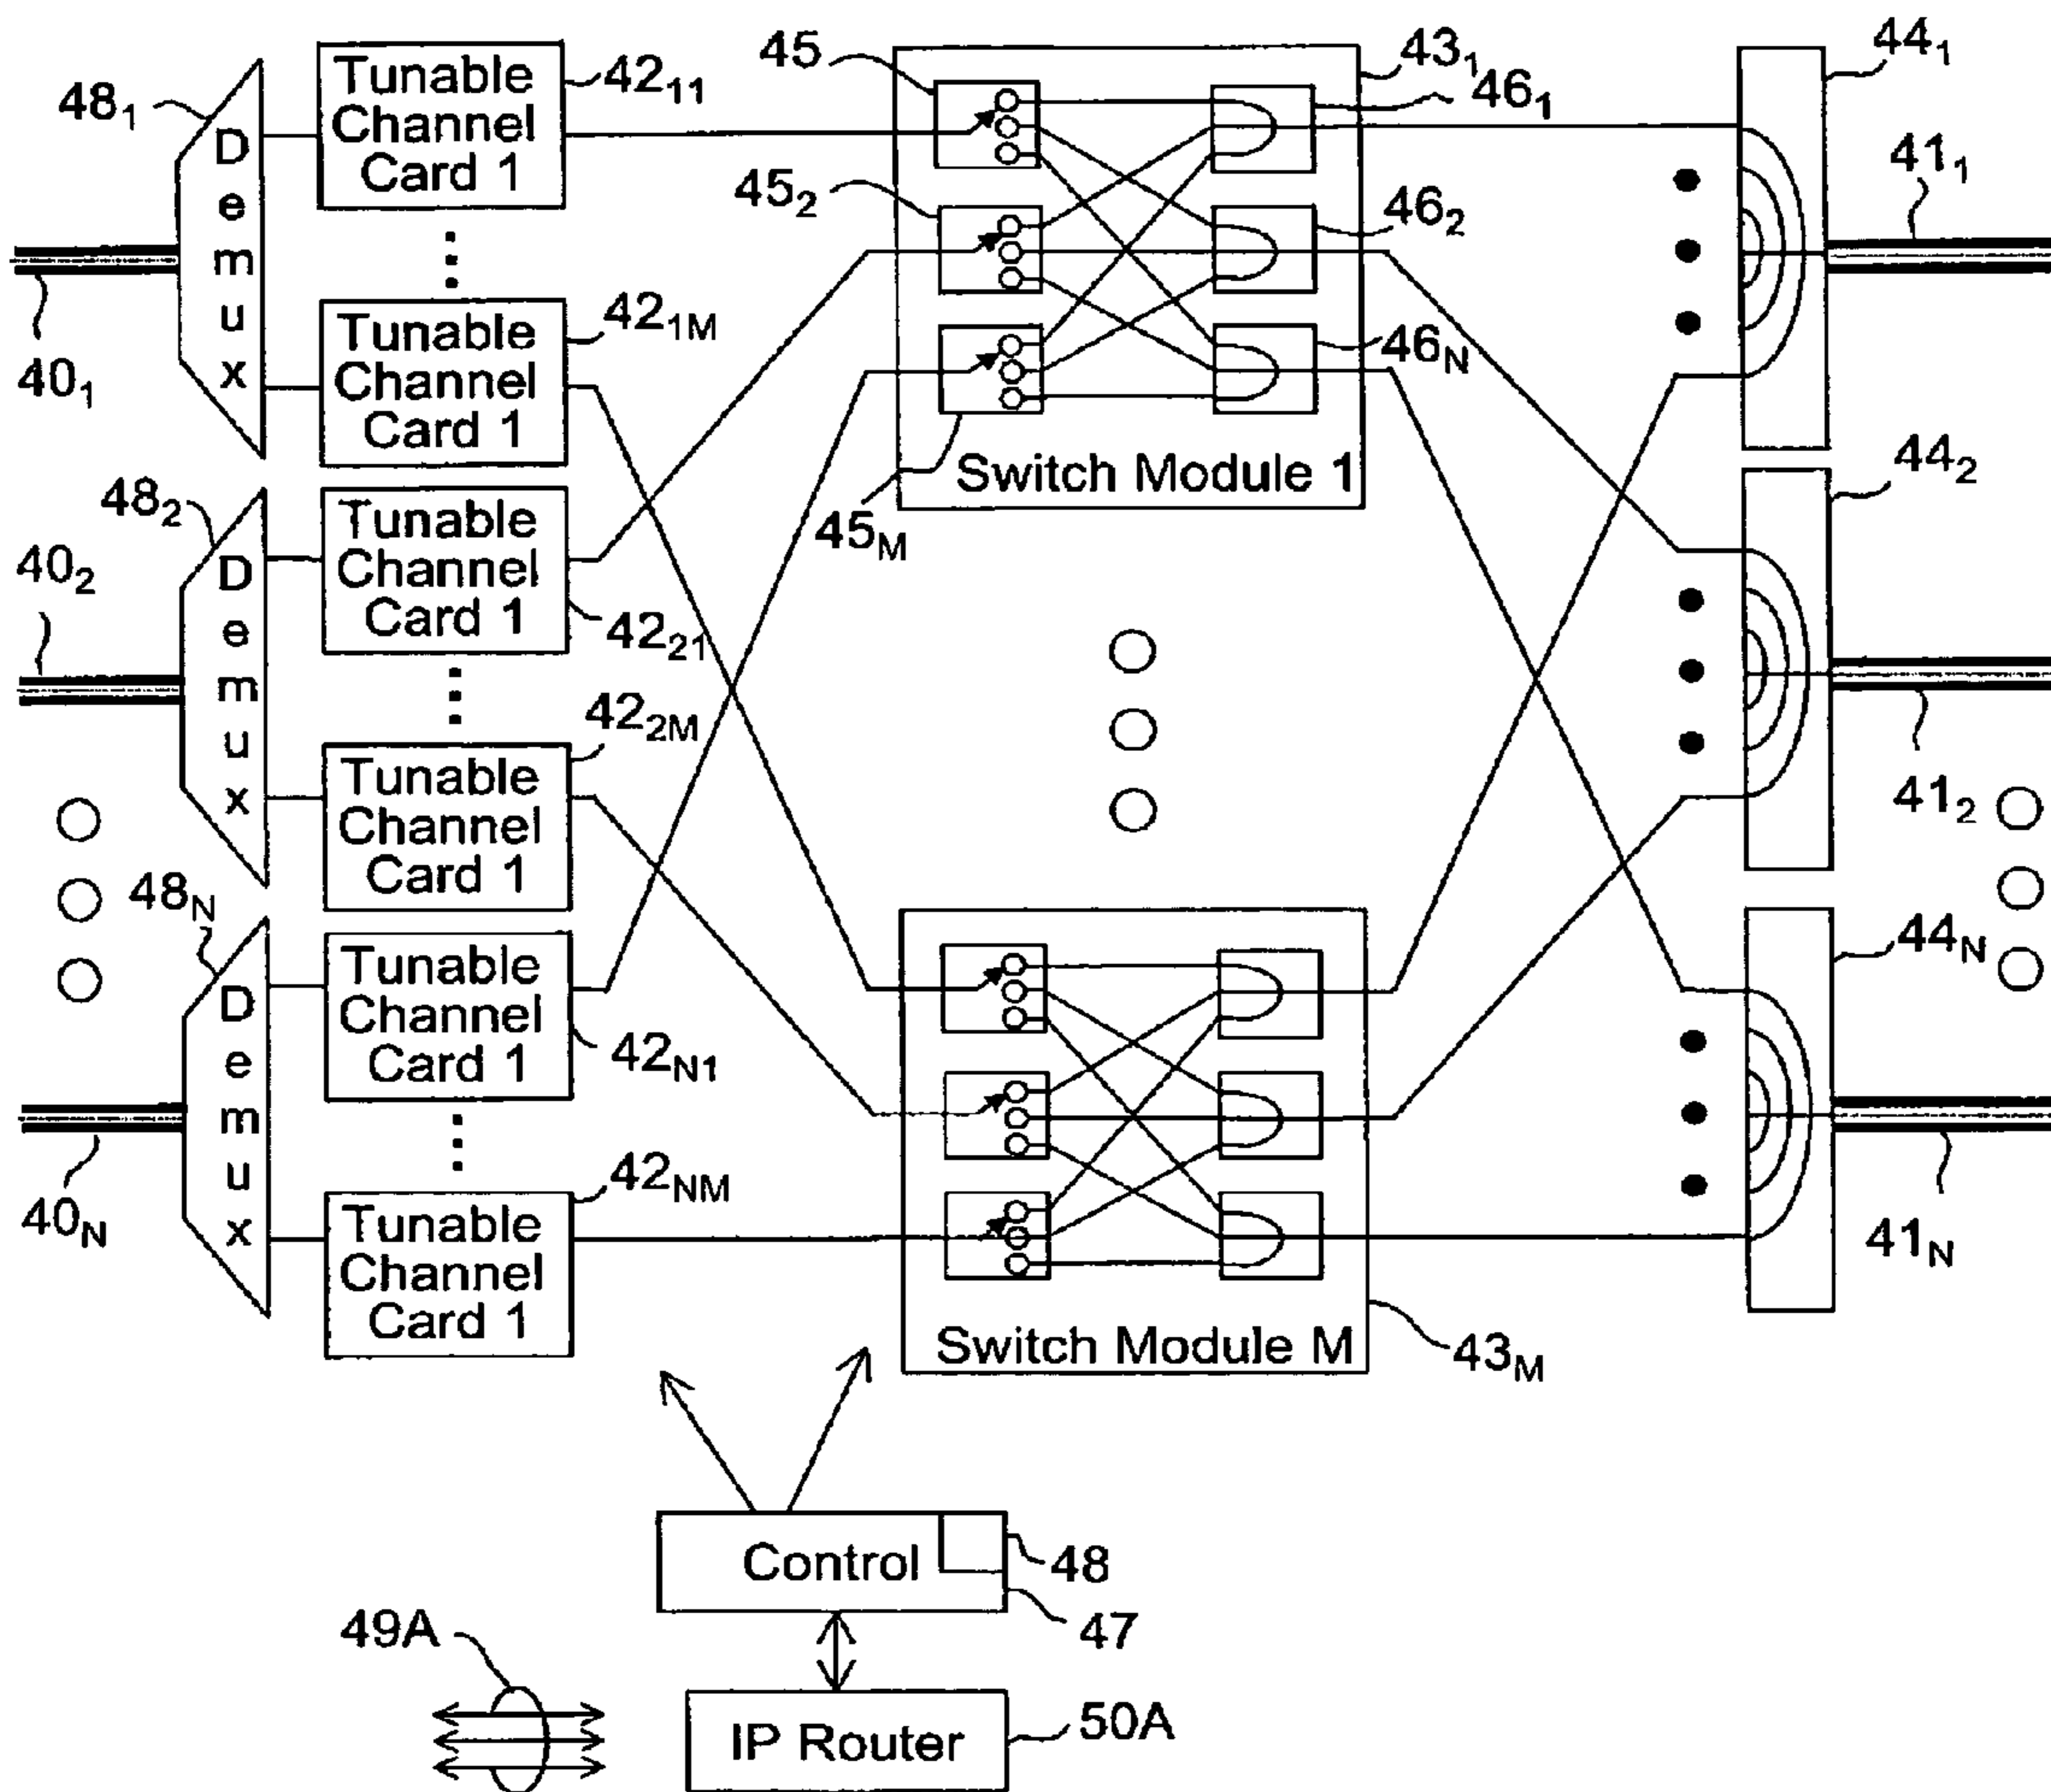 48₁
Demux
40₁
Tunable
Channel
Card 1
42₁₁
Tunable
Channel
Card 1
42₁M
45
45₂
45M
43₁
46₁
46₂
46N
Switch Module 1
44₁
41₁
48₂
Demux
40₂
Tunable
Channel
Card 1
42₂₁
Tunable
Channel
Card 1
42₂M
44₂
41₂
48N
Demux
40N
Tunable
Channel
Card 1
42N1
Tunable
Channel
Card 1
42NM
Switch Module M
43M
44N
41N
Control
48
47
49A
IP Router
50A